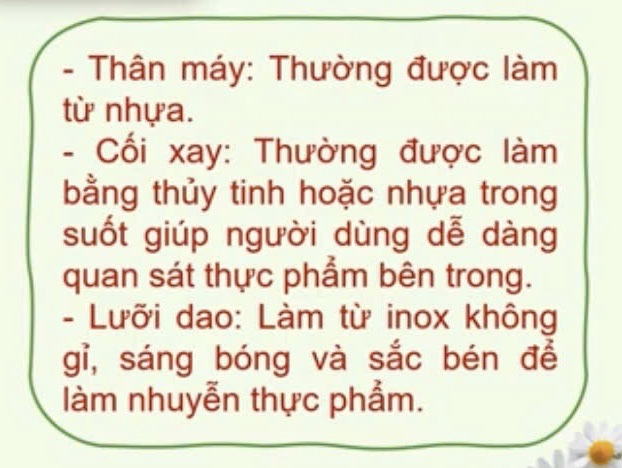 - Thân máy: Thường được làm
từ nhựa.
- Cối xay: Thường được làm
bằng thủy tinh hoặc nhựa trong
suốt giúp người dùng dễ dàng
quan sát thực phẩm bên trong.
- Lưỡi dao: Làm từ inox không
gỉ, sáng bóng và sắc bén để
làm nhuyễn thực phẩm.